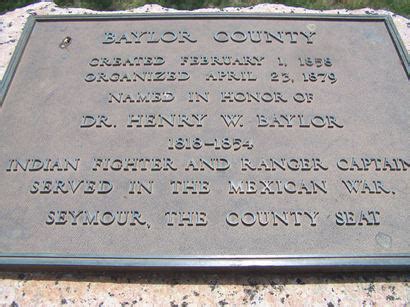 BAYLOR COUNTY
CREATED FEBRUARY 1, 1858
ORGANIZED APRIL 23, 1879
NAMED IN HONOR OF
DR. HENRY W. BAYLOR
1818-1854
INDIAN FIGHTER AND RANGER CAPTAIN
SERVED IN THE MEXICAN WAR.
SEYMOUR, THE COUNTY SEAT